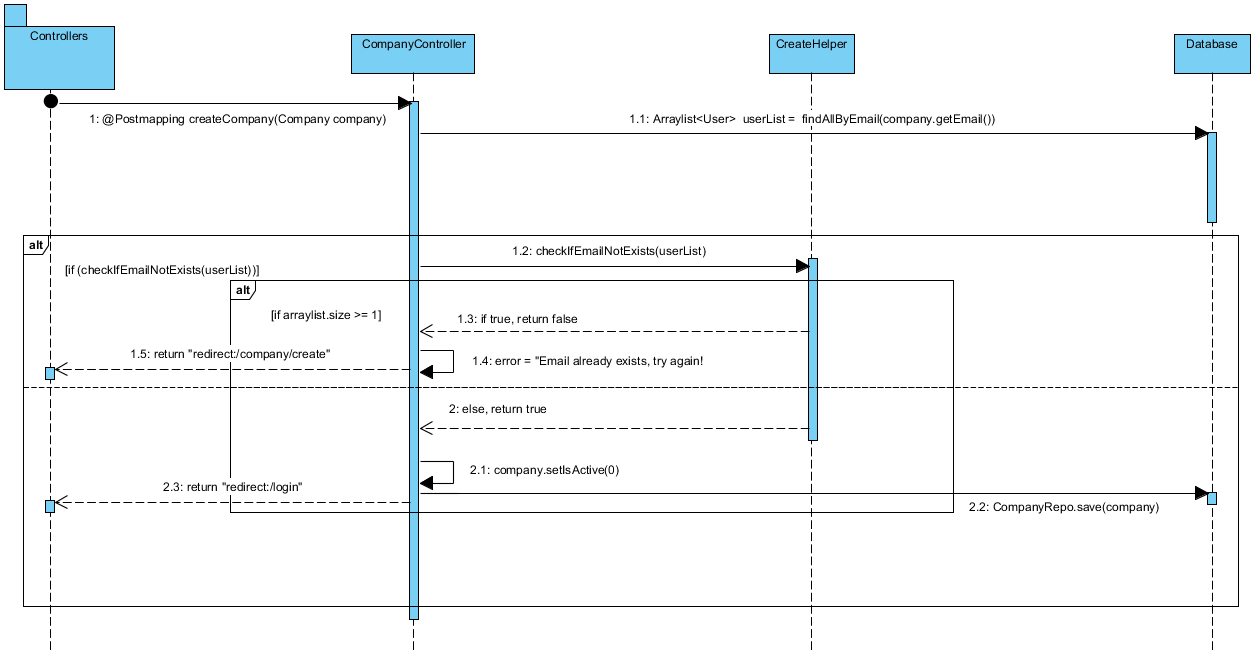 Controllers
CompanyController
CreateHelper
Database
1: @Postmapping createCompany(Company company)
1.1: Arraylist<User> userList = findAllByEmail(company.getEmail())
alt
1.2: checkIfEmailNotExists(userList)
[if (checkIfEmailNotExists(userList))]
alt
[if arraylist.size >= 1]
1.3: if true, return false
1.5: return "redirect:/company/create"
1.4: error = "Email already exists, try again!
2: else, return true
2.1: company.setIsActive(0)
2.3: return "redirect:/login"
2.2: CompanyRepo.save(company)